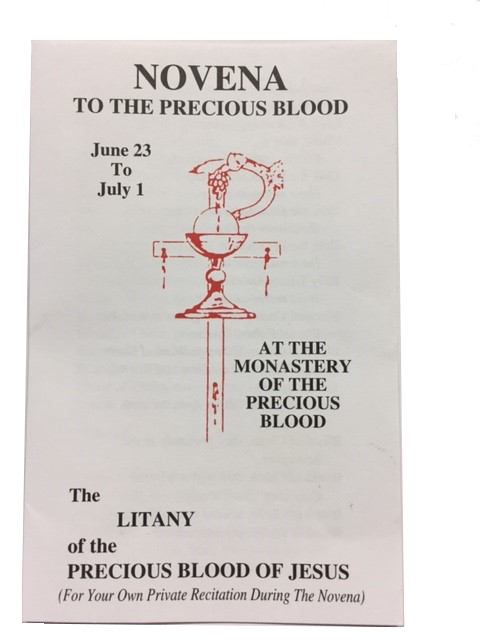 NOVENA
TO THE PRECIOUS BLOOD
June 23
To
July 1
AT THE
MONASTERY
OF THE
PRECIOUS
BLOOD
The
LITANY
of the
PRECIOUS BLOOD OF JESUS
(For Your Own Private Recitation During The Novena)